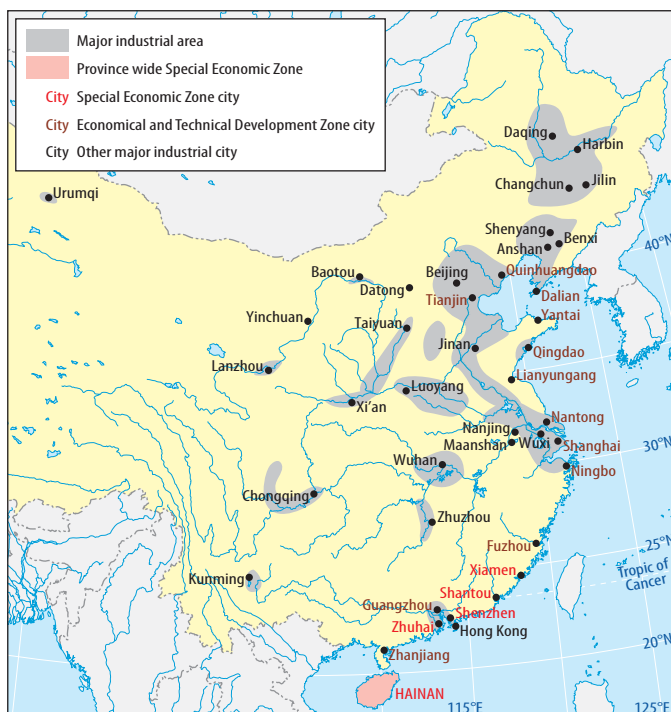 Major industrial area
Province wide Special Economic Zone
City Special Economic Zone city
City Economical and Technical Development Zone city
City Other major industrial city
Daqing
Harbin
Urumqi
Changchun
Jilin
Shenyang
Benxi
Anshan
40°N
Baotou
Beijing
Quinhuangdao
Datong
Tianjin
Dalian
Yinchuan
Taiyuan
Yantai
Jinan
Qingdao
Lanzhou
Luoyang
Lianyungang
Xi'an
Nantong
Nanjing
Maanshan
Wuxi
Shanghai
30°N
Wuhan
Ningbo
Chongqing
Zhuzhou
Fuzhou
25°N
Kunming
Xiamen
Tropic of
Cancer
Shantou
Guangzhou
Shenzhen
Zhuhai
Hong Kong
20°N
Zhanjiang
HAINAN
115°E
125°E